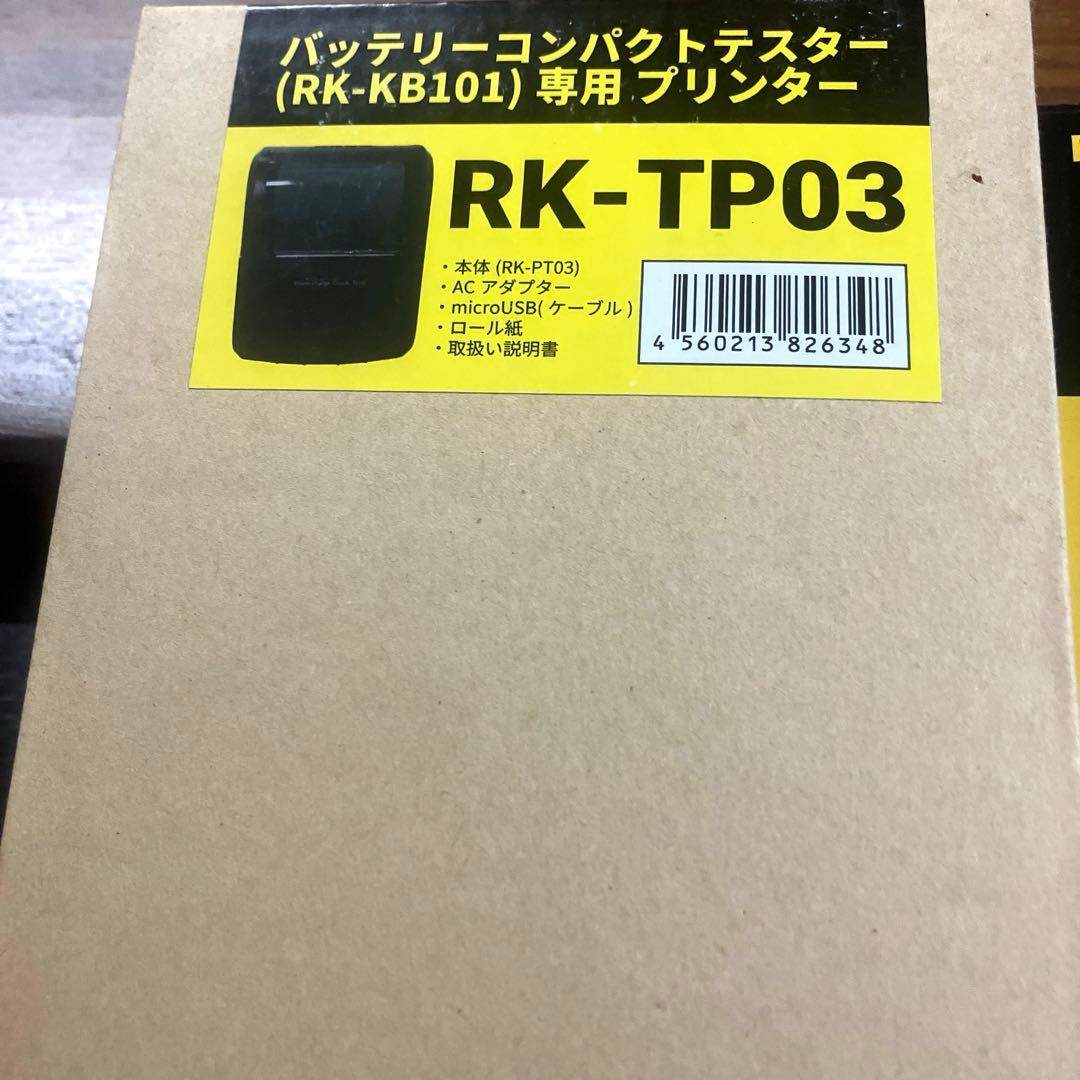 バッテリーコンパクトテスター
(RK-KB101) 専用 プリンター
RK-TP03
・本体 (RK-PT03)
・AC アダプター
・microUSB( ケーブル )
・ロール紙
・取扱い説明書
4 560213 826348